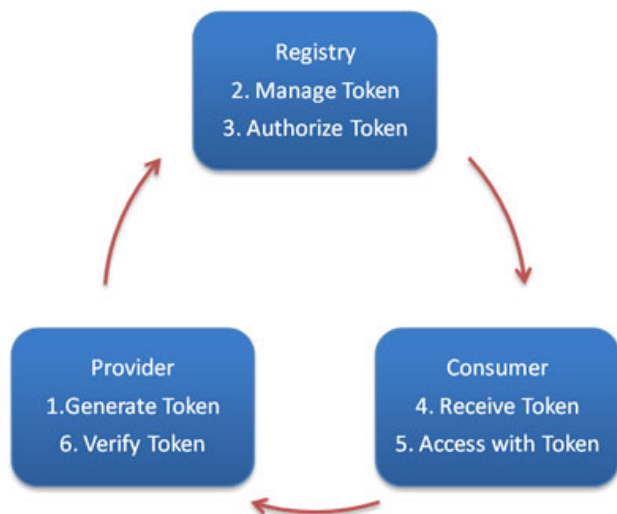 Registry
2. Manage Token
3. Authorize Token
Provider
1.Generate Token
6. Verify Token
Consumer
4. Receive Token
5. Access with Token